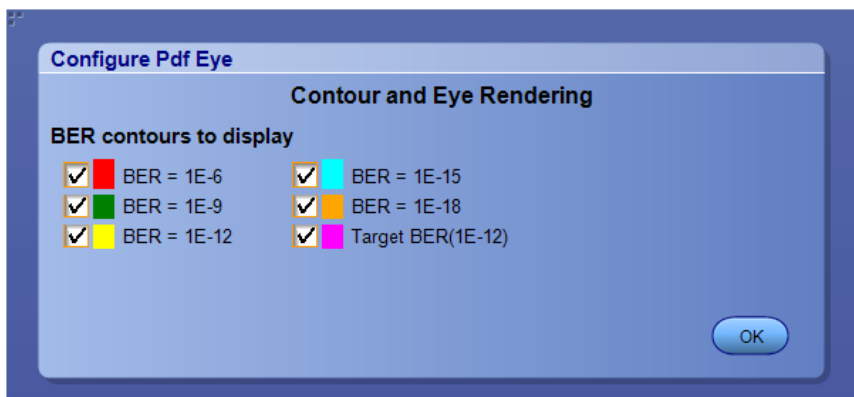 Configure Pdf Eye
Contour and Eye Rendering
BER contours to display
BER = 1E-6
BER = 1E-9
BER = 1E-12
BER = 1E-15
BER = 1E-18
Target BER(1E-12)
OK